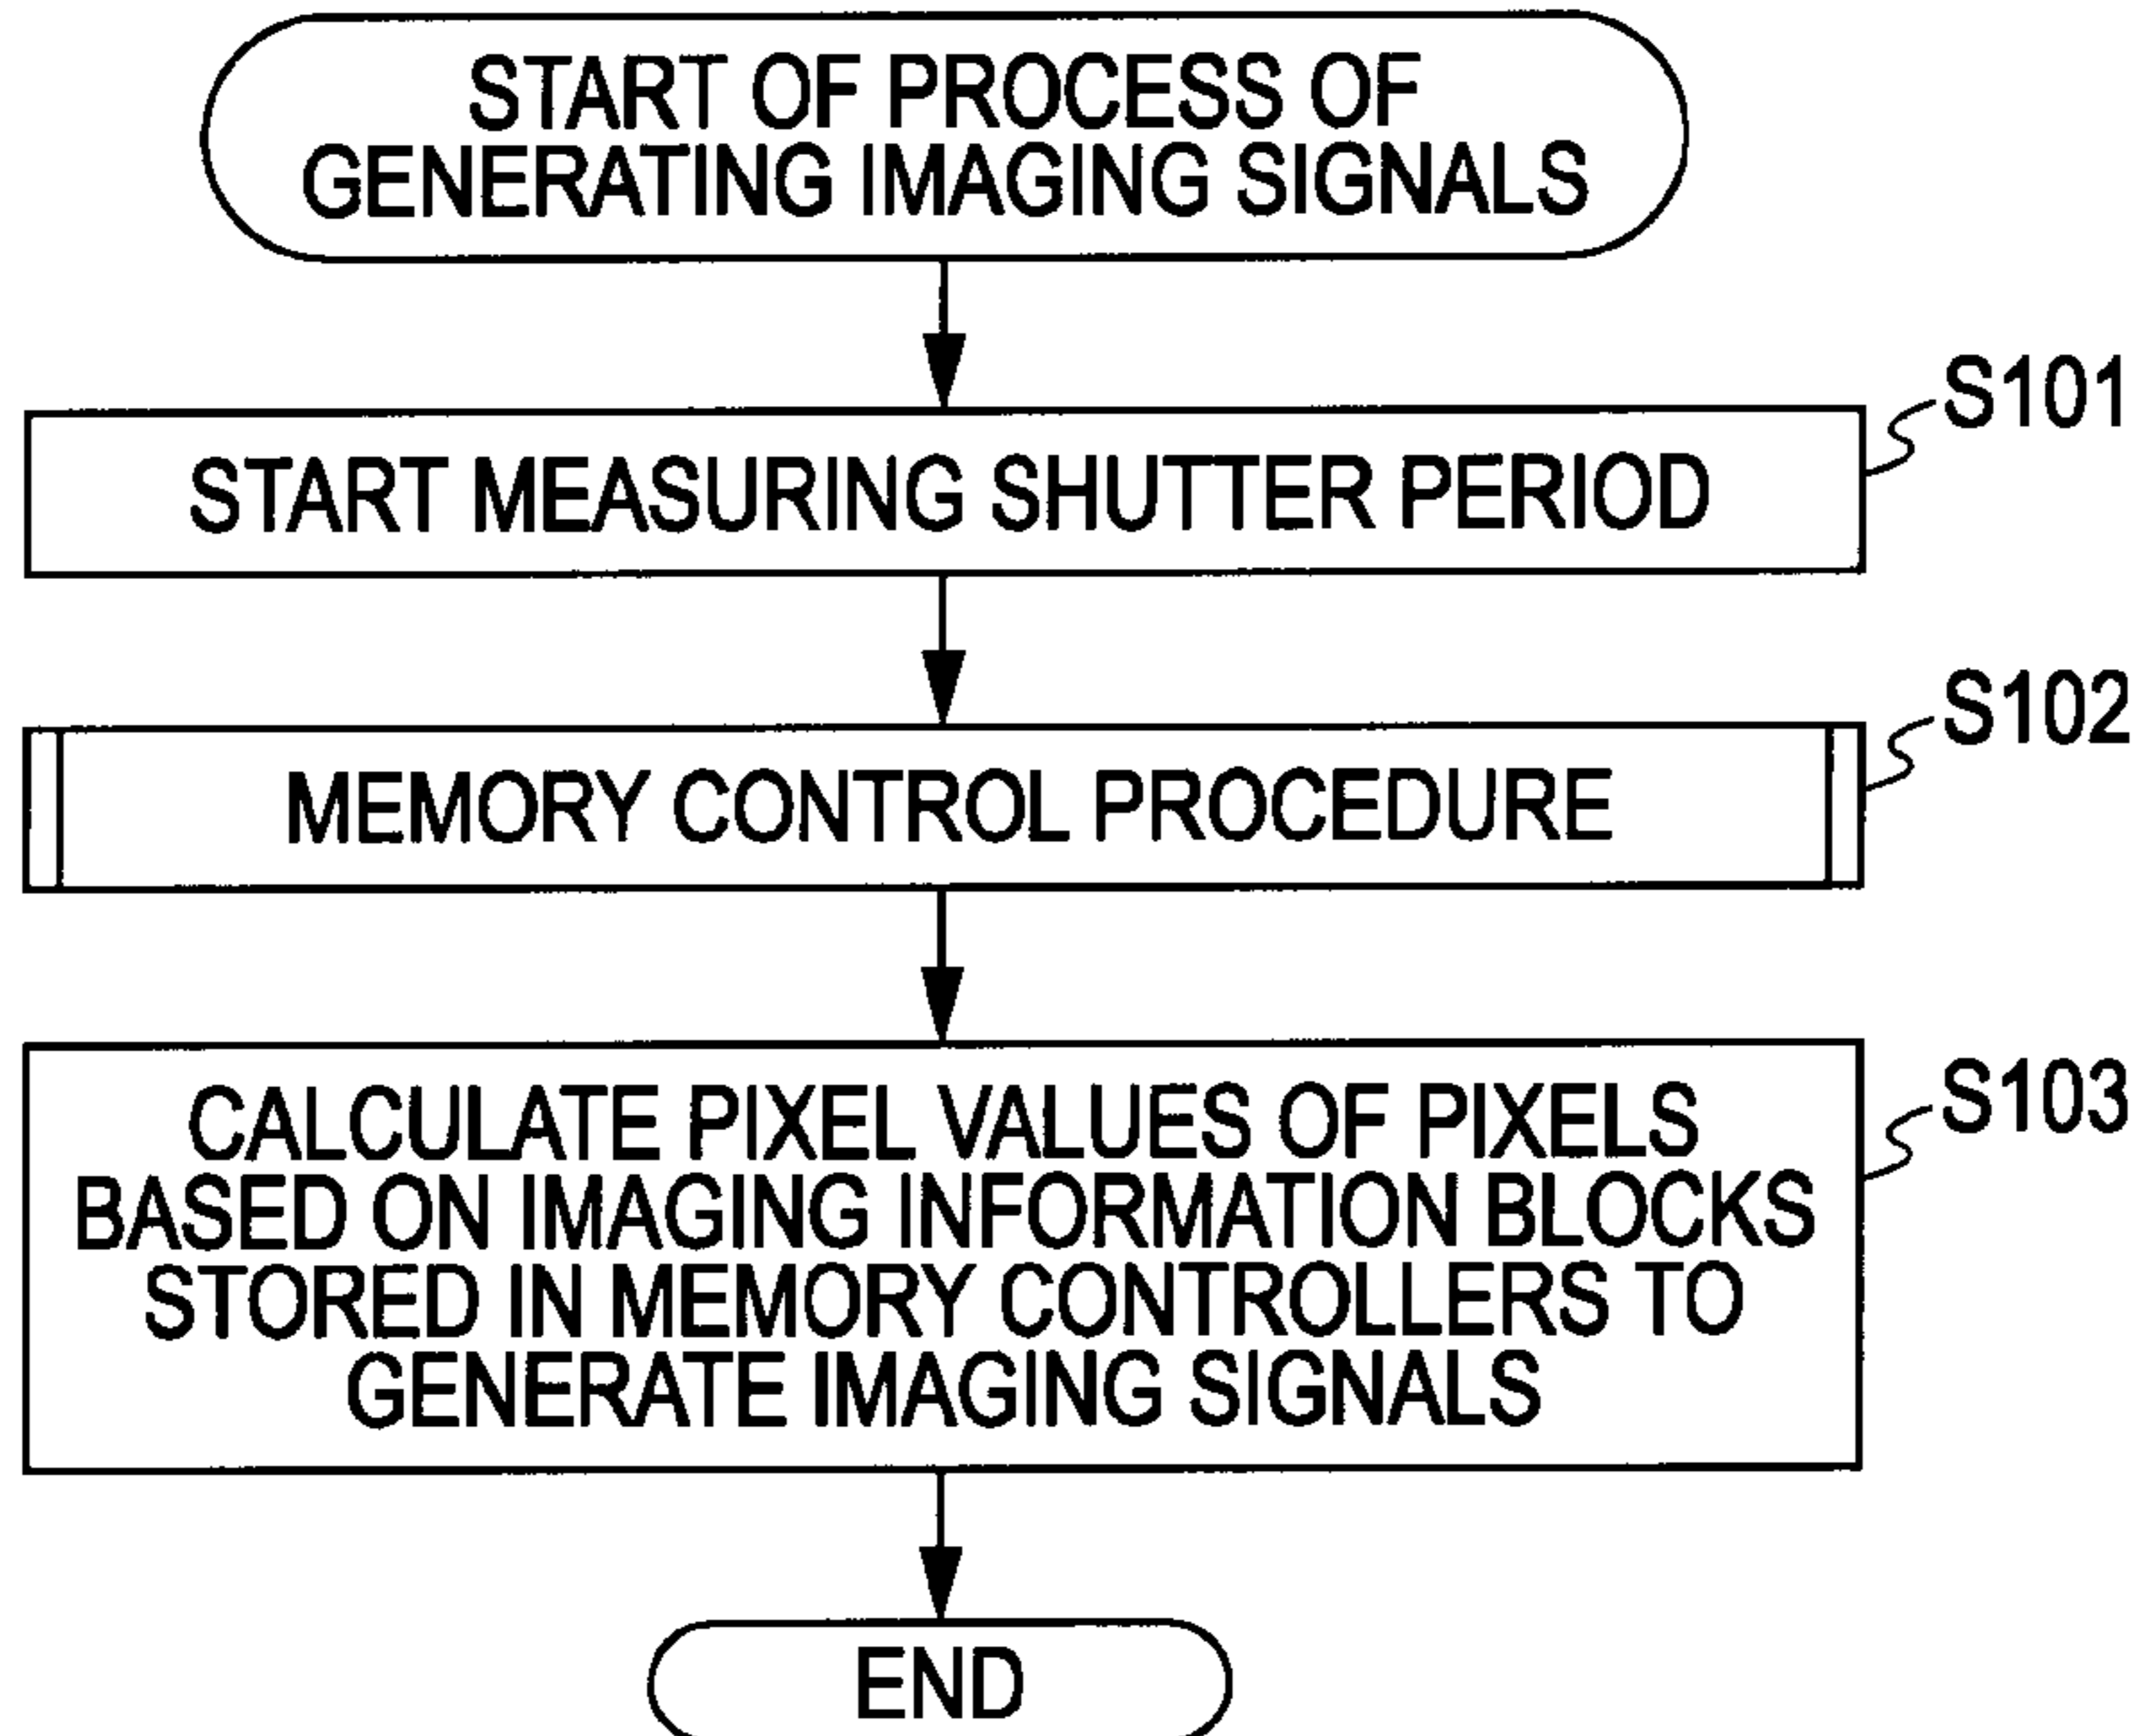 START OF PROCESS OF
GENERATING IMAGING SIGNALS
S101
START MEASURING SHUTTER PERIOD
S102
MEMORY CONTROL PROCEDURE
S103
CALCULATE PIXEL VALUES OF PIXELS
BASED ON IMAGING INFORMATION BLOCKS
STORED IN MEMORY CONTROLLERS TO
GENERATE IMAGING SIGNALS
END